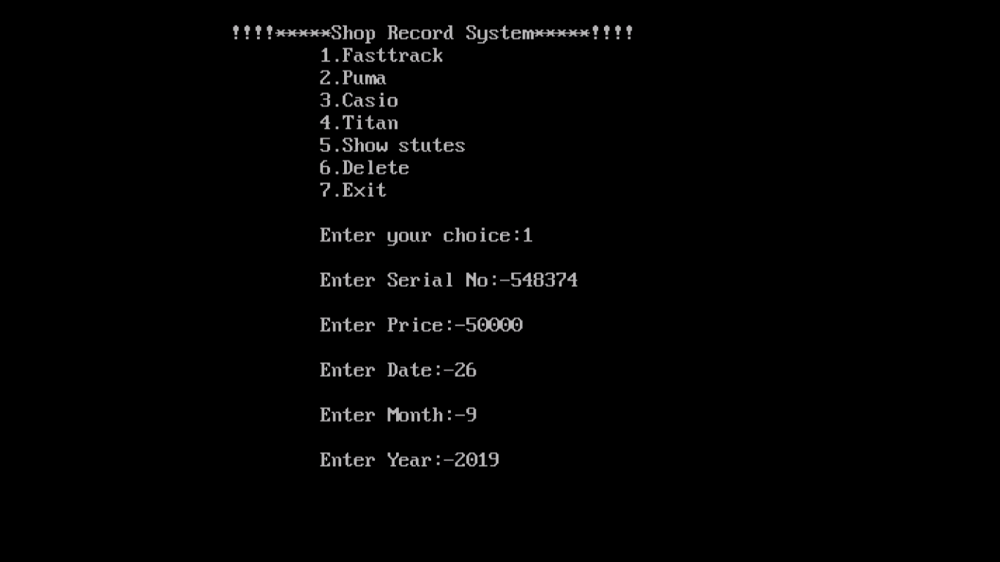 !!!!*****Shop Record System*****!!!!
1.Fasttrack
2.Puma
3.Casio
4.Titan
5.Show stutes
6.Delete
7.Exit
Enter your choice:1
Enter Serial No:-548374
Enter Price:-50000
Enter Date:-26
Enter Month:-9
Enter Year:-2019